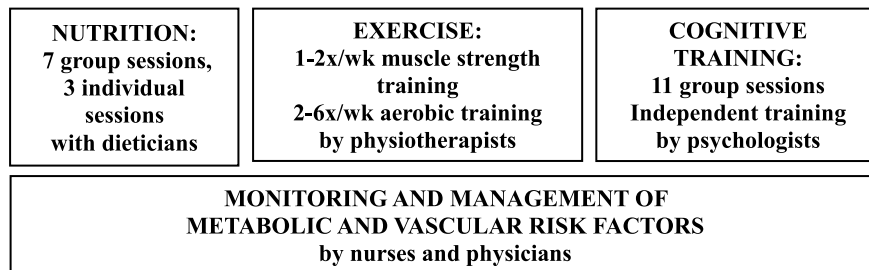 NUTRITION:
7 group sessions,
3 individual
sessions
with dieticians
EXERCISE:
1-2x/wk muscle strength
training
2-6x/wk aerobic training
by physiotherapists
COGNITIVE
TRAINING:
11 group sessions
Independent training
by psychologists
MONITORING AND MANAGEMENT OF
METABOLIC AND VASCULAR RISK FACTORS
by nurses and physicians